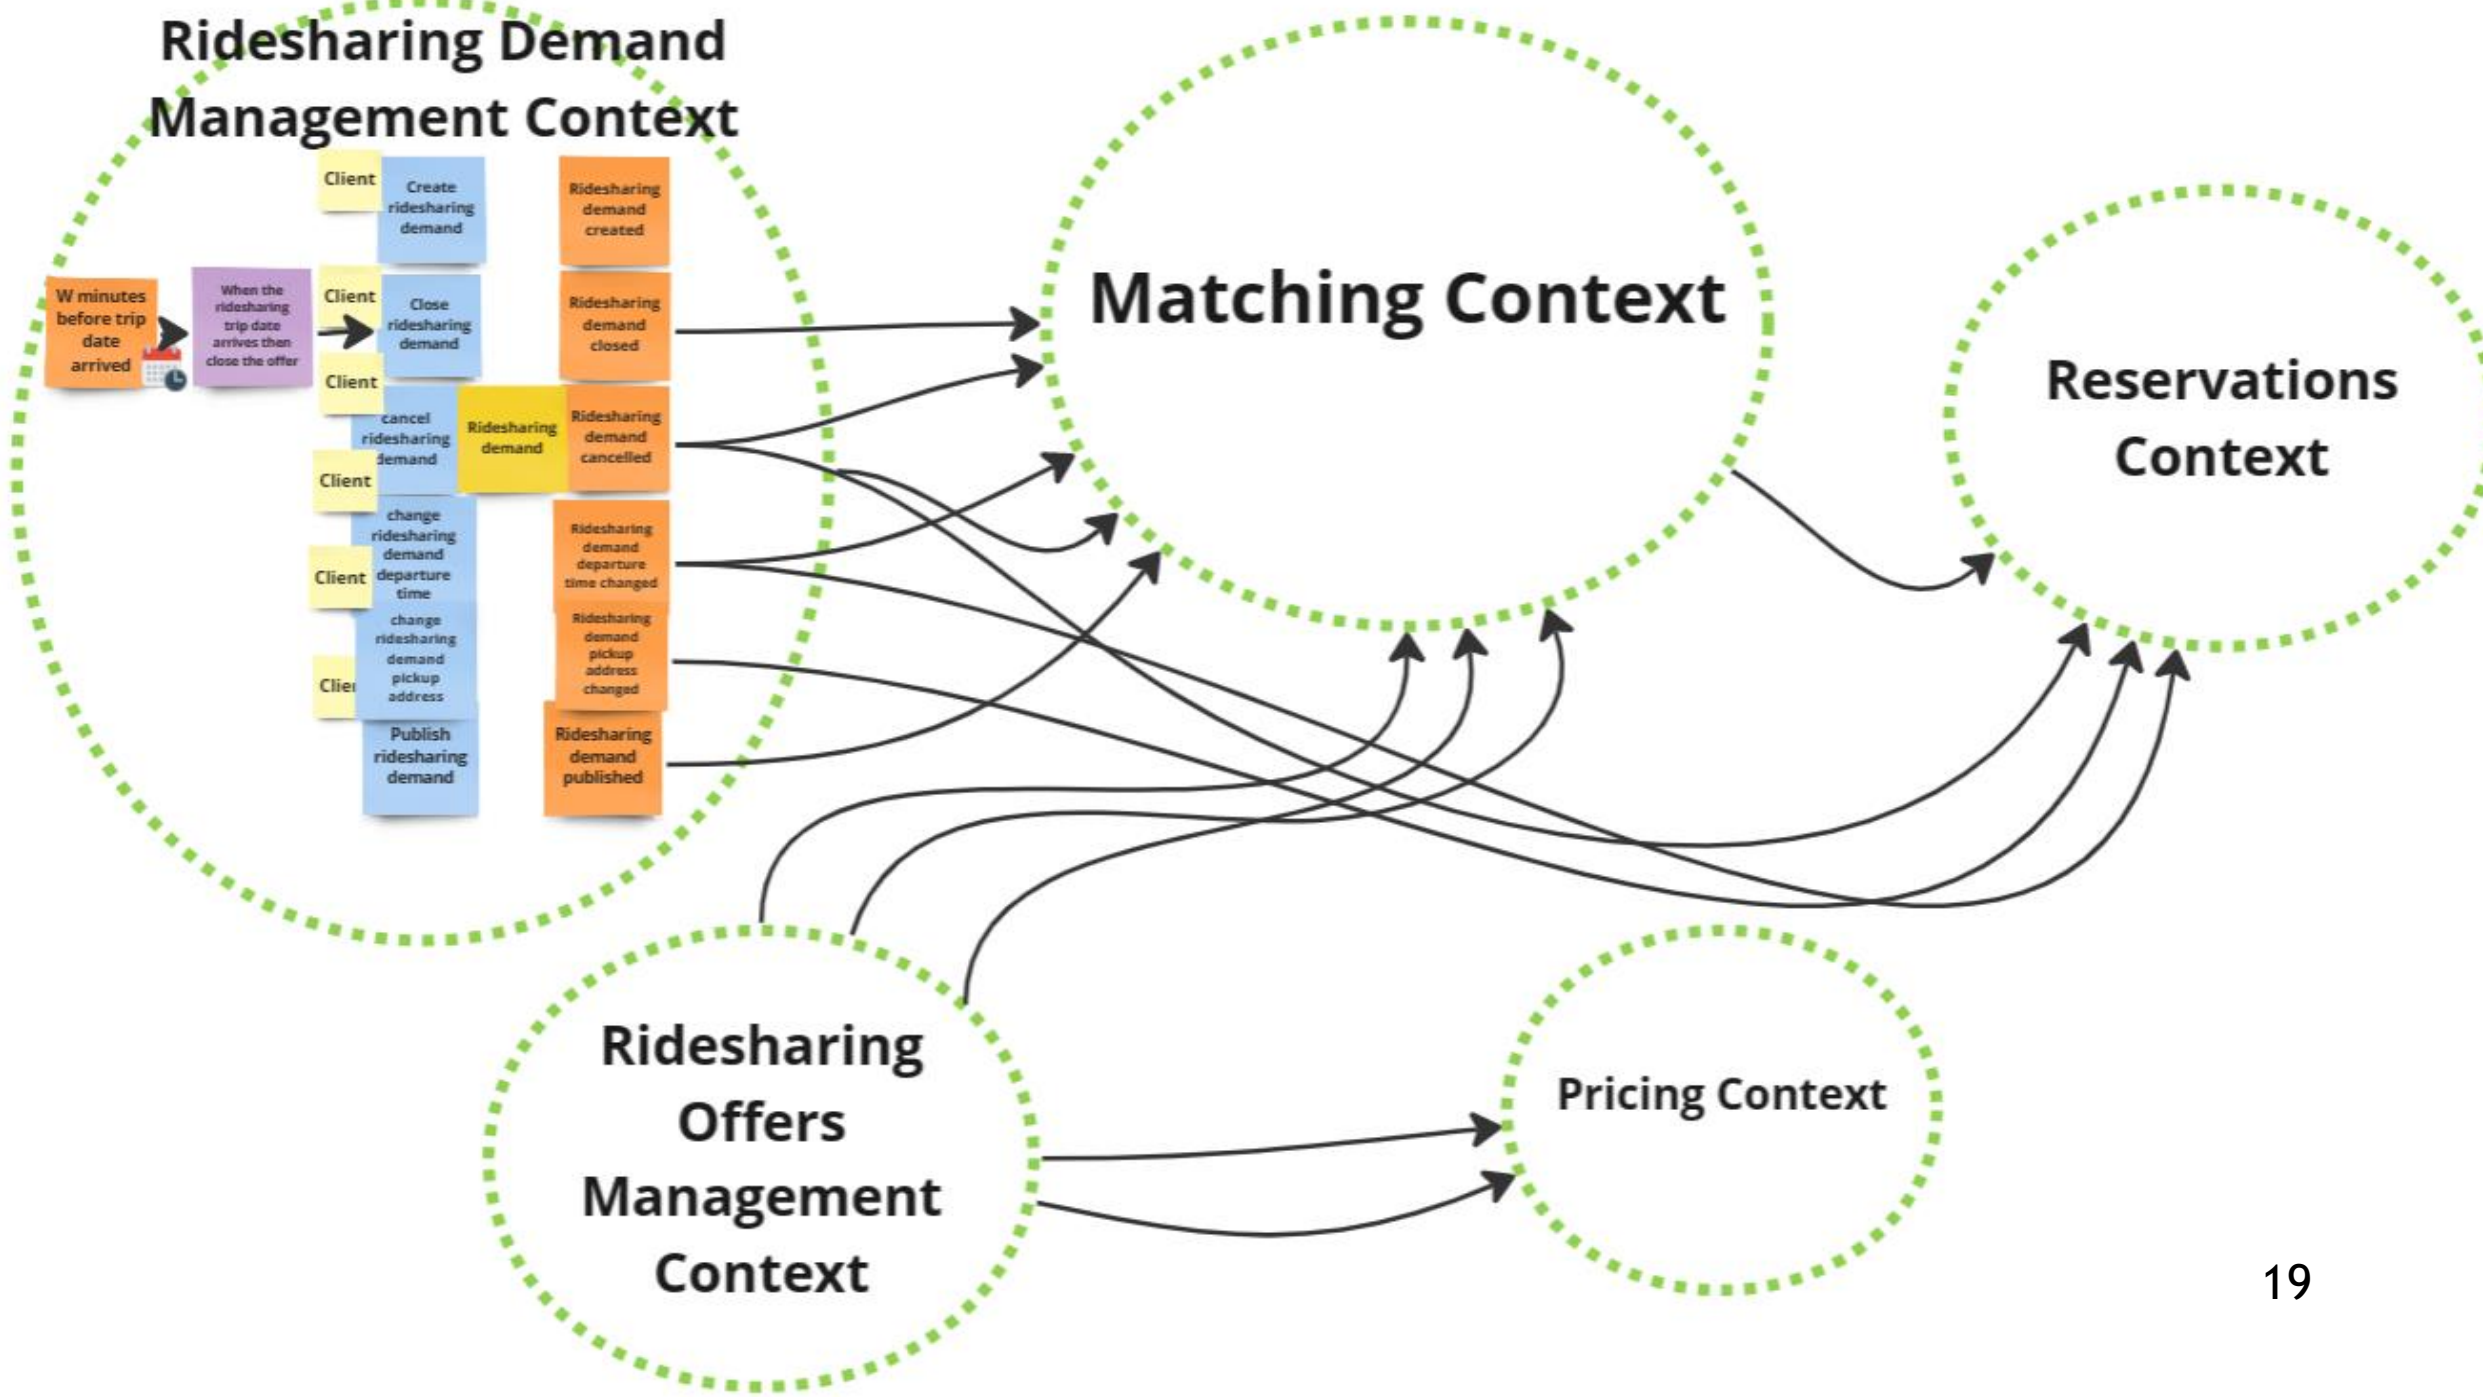 Ridesharing Demand
Management Context
Client
Create
ridesharing
demand
Ridesharing
demand
created
W minutes
before trip
date
arrived
When the
ridesharing
trip date
arrives then
close the offer
Client
Close
ridesharing
demand
Ridesharing
demand
closed
Client
cancel
ridesharing
demand
Ridesharing
demand
Ridesharing
demand
cancelled
Client
change
ridesharing
demand
departure
time
Ridesharing
demand
departure
time changed
Client
change
ridesharing
demand
pickup
address
Ridesharing
demand
pickup
address
changed
Clie
Publish
ridesharing
demand
Ridesharing
demand
published
Matching Context
Reservations
Context
Ridesharing
Offers
Management
Context
Pricing Context
19